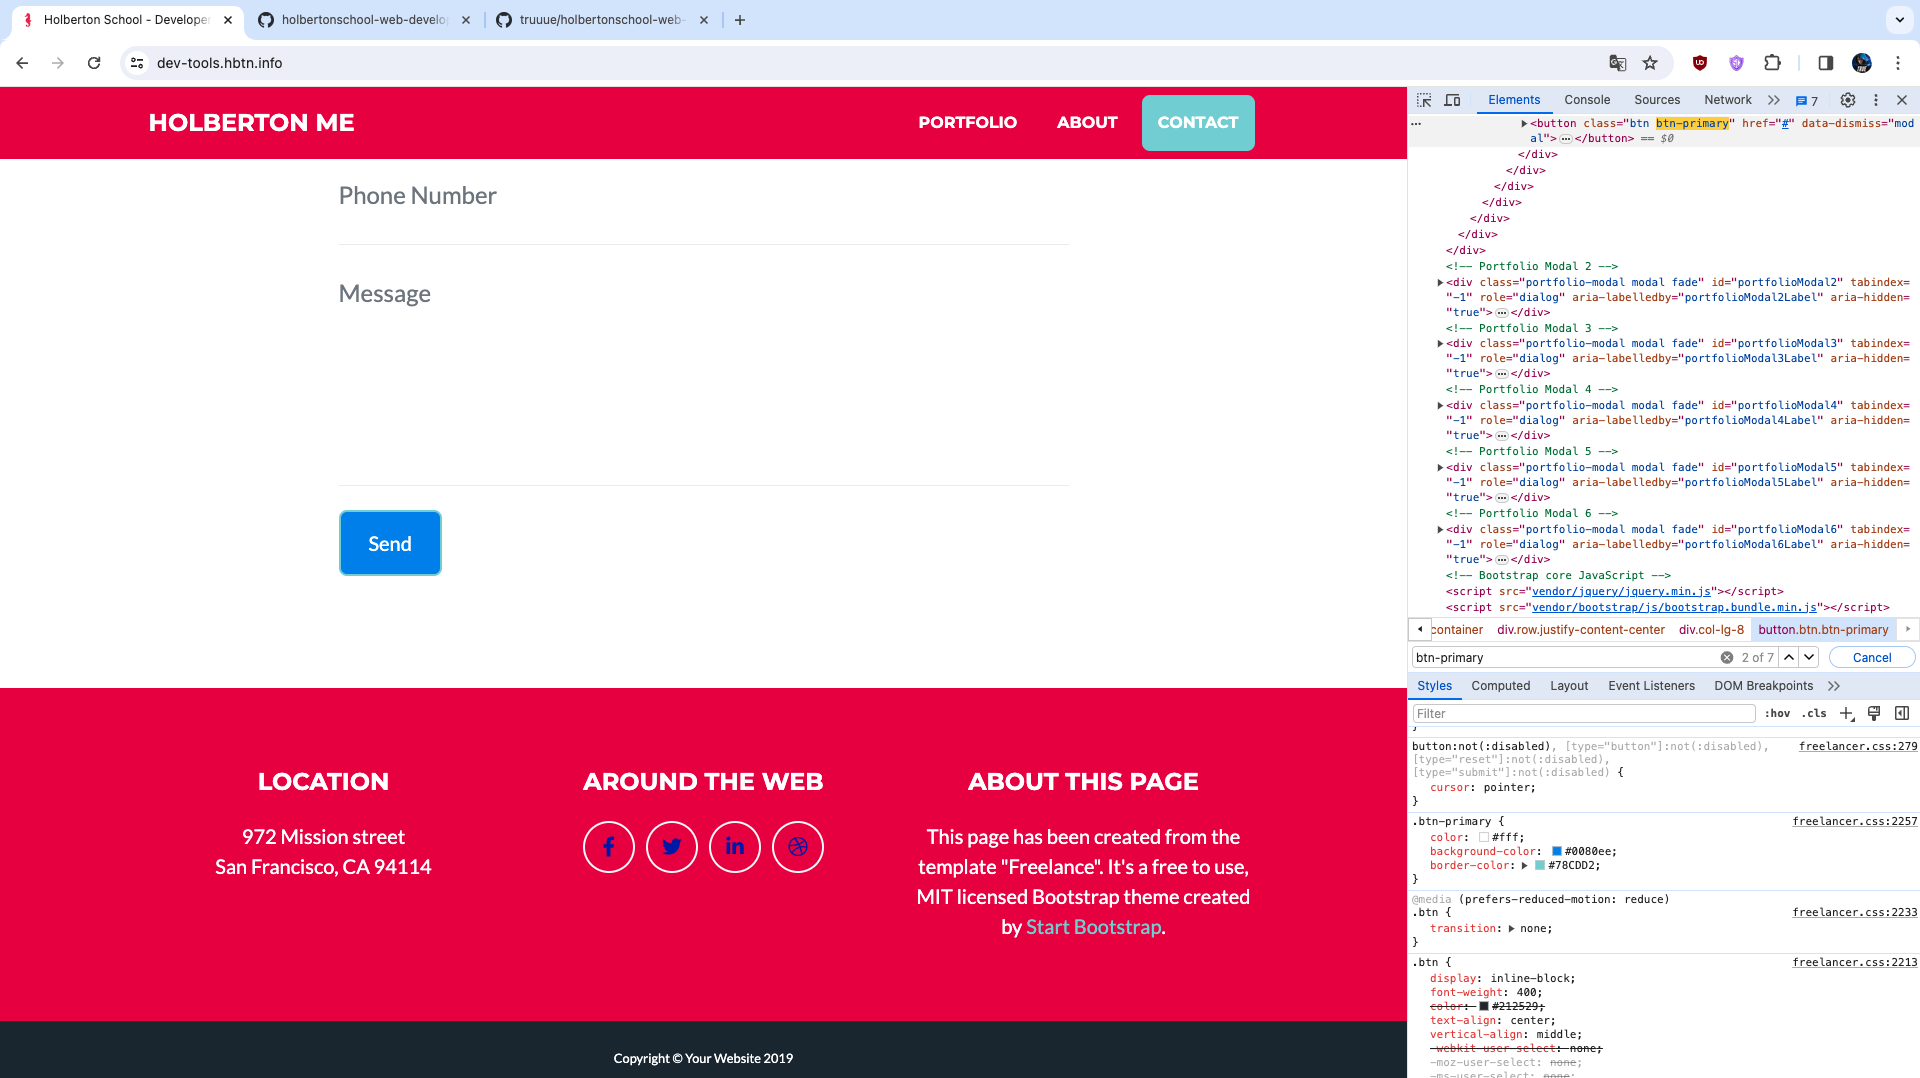 Holberton School - Developer
holbertonschool-web-develop
truuue/holbertonschool-web-
dev-tools.hbtn.info
HOLBERTON ME
PORTFOLIO
ABOUT
CONTACT
Phone Number
Message
Send
LOCATION
972 Mission street
San Francisco, CA 94114
AROUND THE WEB
ABOUT THIS PAGE
This page has been created from the
template "Freelance". It's a free to use,
MIT licensed Bootstrap theme created
by Start Bootstrap.
Copyright © Your Website 2019
Elements Console Sources Network 7
<button class="btn btn-primary" href="#" data-dismiss="mod
al">…</button> == $0
</div>
</div>
</div>
</div>
</div>
</div>
</div>
<!-- Portfolio Modal 2 -->
<div class="portfolio-modal modal fade" id="portfolioModal2" tabindex=
"-1" role="dialog" aria-labelledby="portfolioModal2Label" aria-hidden=
"true">…</div>
<!-- Portfolio Modal 3 -->
<div class="portfolio-modal modal fade" id="portfolioModal3" tabindex=
"-1" role="dialog" aria-labelledby="portfolioModal3Label" aria-hidden=
"true">…</div>
<!-- Portfolio Modal 4 -->
<div class="portfolio-modal modal fade" id="portfolioModal4" tabindex=
"-1" role="dialog" aria-labelledby="portfolioModal4Label" aria-hidden=
"true">…</div>
<!-- Portfolio Modal 5 -->
<div class="portfolio-modal modal fade" id="portfolioModal5" tabindex=
"-1" role="dialog" aria-labelledby="portfolioModal5Label" aria-hidden=
"true">…</div>
<!-- Portfolio Modal 6 -->
<div class="portfolio-modal modal fade" id="portfolioModal6" tabindex=
"-1" role="dialog" aria-labelledby="portfolioModal6Label" aria-hidden=
"true">…</div>
<!-- Bootstrap core JavaScript -->
<script src="vendor/jquery/jquery.min.js"></script>
<script src="vendor/bootstrap/js/bootstrap.bundle.min.js"></script>
container div.row.justify-content-center div.col-lg-8 button.btn.btn-primary
btn-primary 2 of 7 Cancel
Styles Computed Layout Event Listeners DOM Breakpoints
Filter :hov .cls
}
button:not(:disabled), [type="button"]:not(:disabled), freelancer.css:279
[type="reset"]:not(:disabled),
[type="submit"]:not(:disabled) {
cursor: pointer;
}
.btn-primary { freelancer.css:2257
color: #fff;
background-color: #0080ee;
border-color: #78CDD2;
}
@media (prefers-reduced-motion: reduce)
.btn { freelancer.css:2233
transition: none;
}
.btn { freelancer.css:2213
display: inline-block;
font-weight: 400;
color: #212529;
text-align: center;
vertical-align: middle;
-webkit-user-select: none;
-moz-user-select: none;
-ms-user-select: none;